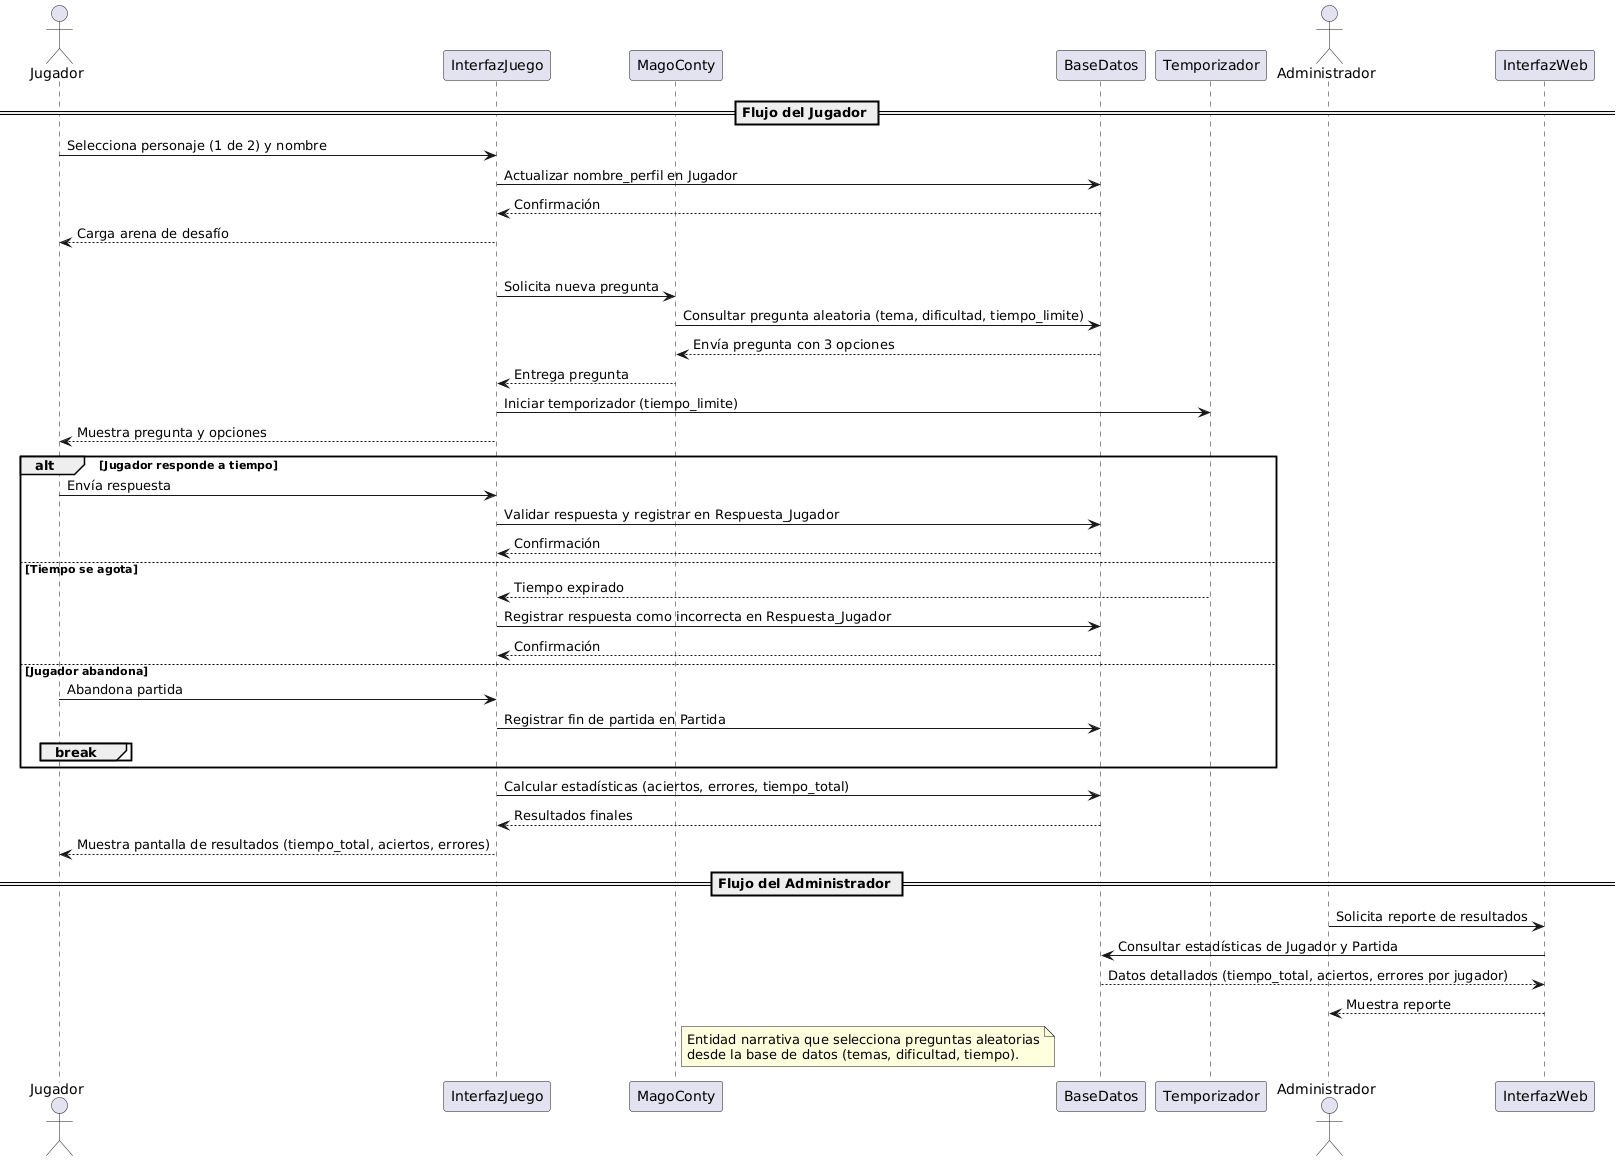 Jugador
InterfazJuego
MagoConty
BaseDatos
Temporizador
Administrador
InterfazWeb
Flujo del Jugador
Selecciona personaje (1 de 2) y nombre
Actualizar nombre_perfil en Jugador
Confirmación
Carga arena de desafío
Solicita nueva pregunta
Consultar pregunta aleatoria (tema, dificultad, tiempo_limite)
Envía pregunta con 3 opciones
Entrega pregunta
Iniciar temporizador (tiempo_limite)
Muestra pregunta y opciones
alt
[Jugador responde a tiempo]
Envía respuesta
Validar respuesta y registrar en Respuesta_Jugador
Confirmación
[Tiempo se agota]
Tiempo expirado
Registrar respuesta como incorrecta en Respuesta_Jugador
Confirmación
[Jugador abandona]
Abandona partida
Registrar fin de partida en Partida
break
Calcular estadísticas (aciertos, errores, tiempo_total)
Resultados finales
Muestra pantalla de resultados (tiempo_total, aciertos, errores)
Flujo del Administrador
Solicita reporte de resultados
Consultar estadísticas de Jugador y Partida
Datos detallados (tiempo_total, aciertos, errores por jugador)
Muestra reporte
Entidad narrativa que selecciona preguntas aleatorias
desde la base de datos (temas, dificultad, tiempo).
Jugador
InterfazJuego
MagoConty
BaseDatos
Temporizador
Administrador
InterfazWeb